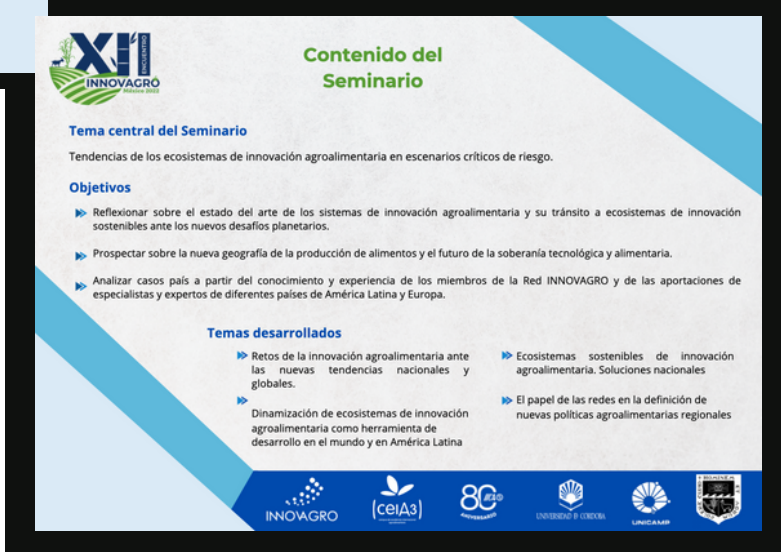 XII
ENCUENTRO
INNOVAGRO
México 2022
Contenido del
Seminario
Tema central del Seminario
Tendencias de los ecosistemas de innovación agroalimentaria en escenarios críticos de riesgo.
Objetivos
Reflexionar sobre el estado del arte de los sistemas de innovación agroalimentaria y su tránsito a ecosistemas de innovación
sostenibles ante los nuevos desafíos planetarios.
Prospectar sobre la nueva geografía de la producción de alimentos y el futuro de la soberanía tecnológica y alimentaria.
Analizar casos país a partir del conocimiento y experiencia de los miembros de la Red INNOVAGRO y de las aportaciones de
especialistas y expertos de diferentes países de América Latina y Europa.
Temas desarrollados
Retos de la innovación agroalimentaria ante
las nuevas tendencias nacionales y
globales.
Dinamización de ecosistemas de innovación
agroalimentaria como herramienta de
desarrollo en el mundo y en América Latina
Ecosistemas sostenibles de innovación
agroalimentaria. Soluciones nacionales
El papel de las redes en la definición de
nuevas políticas agroalimentarias regionales
INNOVAGRO
(ceiA3)
80
ANIVERSARIO
UNIVERSIDAD D CORDOBA
UNICAMP